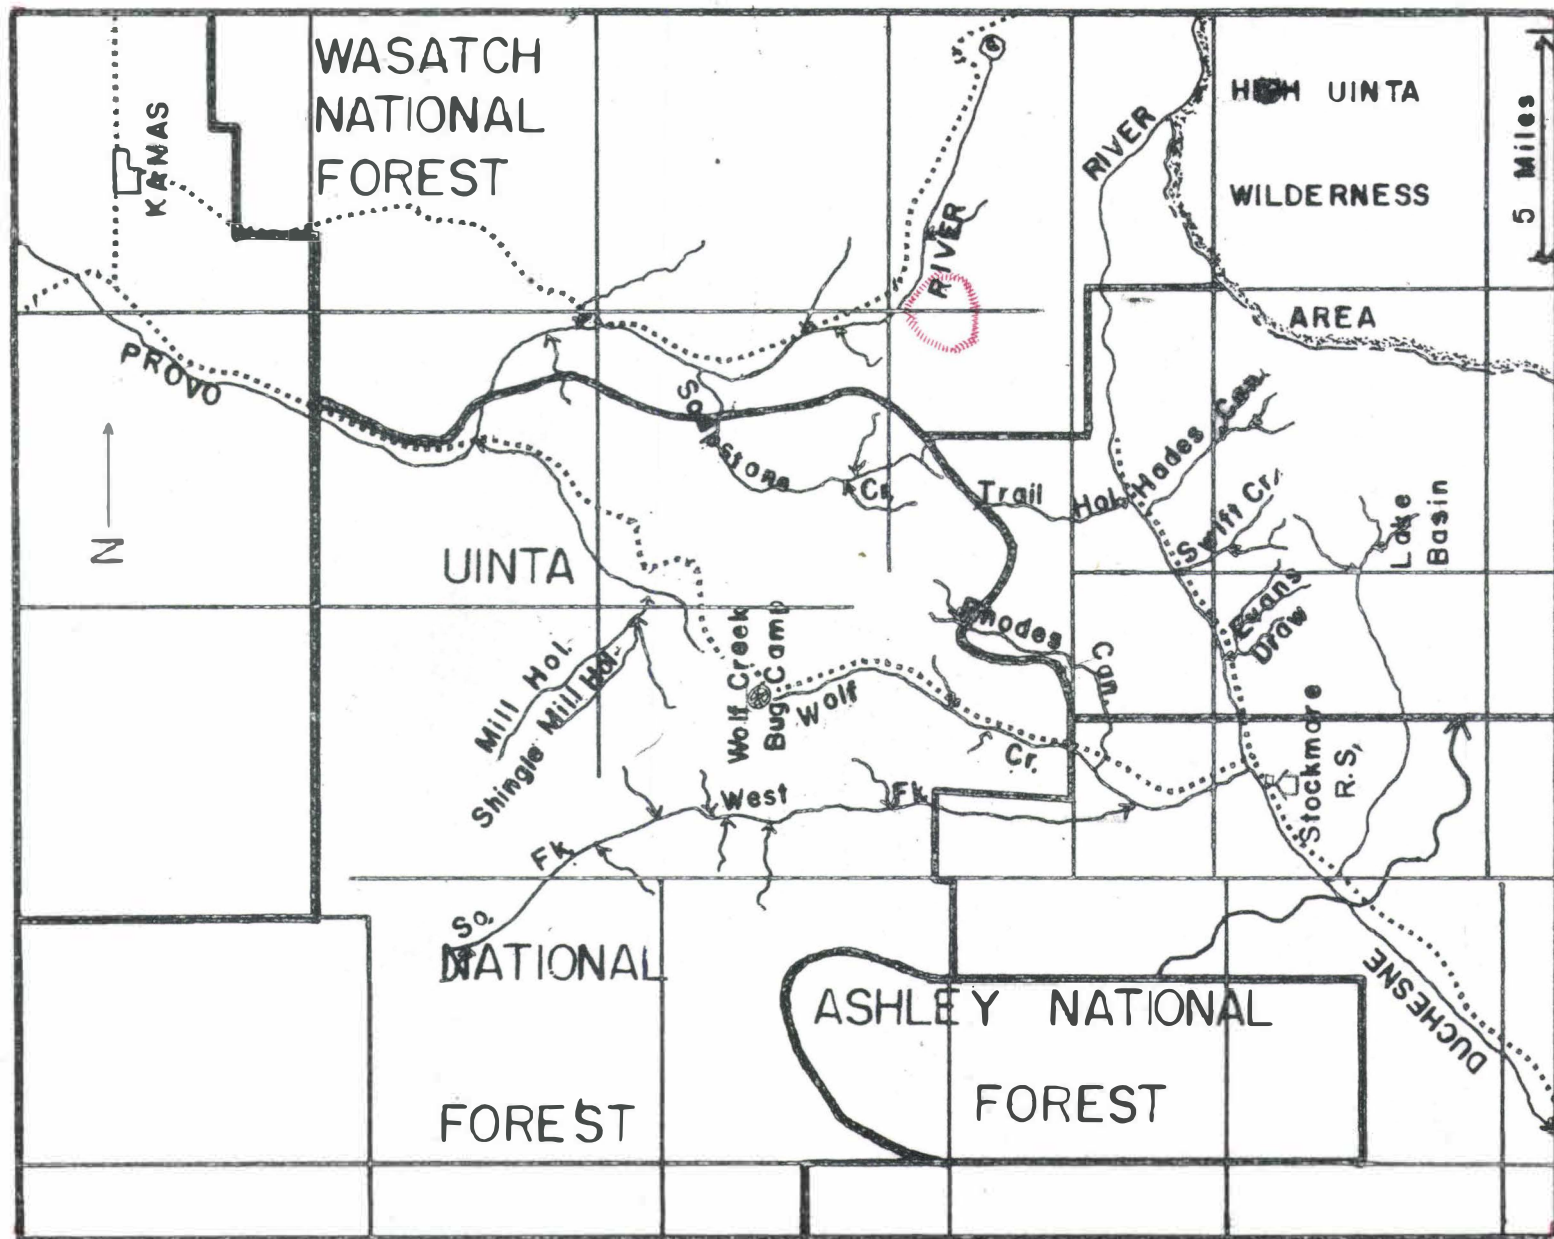 WASATCH
NATIONAL
FOREST
KAMAS
HIGH UINTA
WILDERNESS
AREA
5 Miles
RIVER
RIVER
PROVO
N
Soapstone
Cr.
Trail
Hol.
Hades Can.
Swift Cr.
Lake
Basin
Evans
Draw
UINTA
Rhodes
Can.
Mill Hol.
Shingle Mill Hol.
Wolf Creek
Bug Camp
Wolf
Cr.
Stockmore
R.S,
West
Fk.
Fk.
So.
NATIONAL
FOREST
ASHLEY NATIONAL
FOREST
DUCHESNE